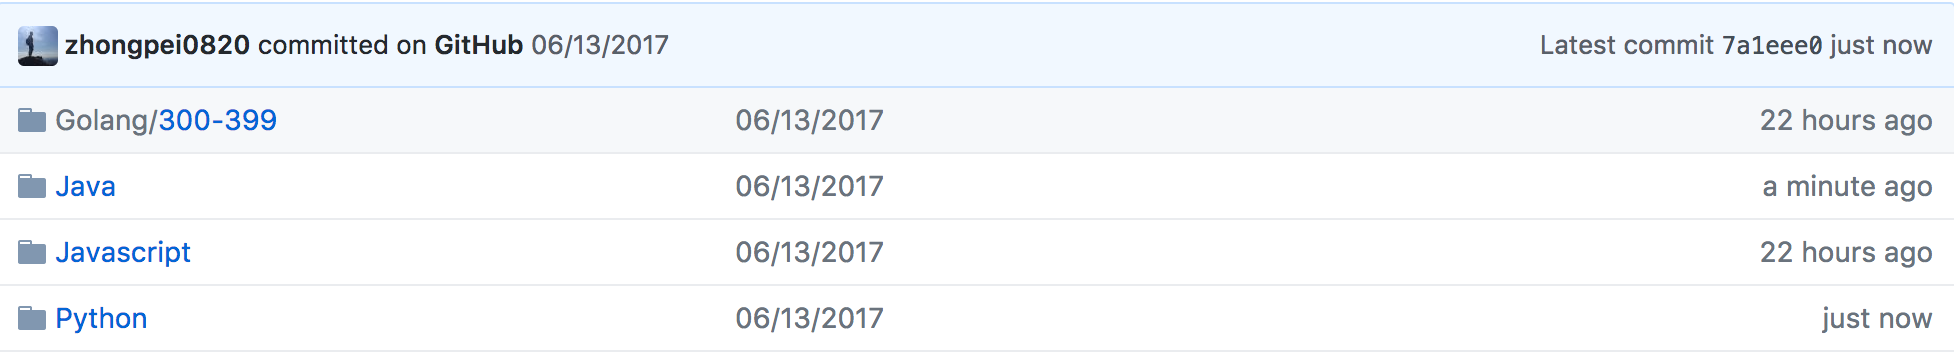 zhongpei0820 committed on GitHub 06/13/2017 Latest commit 7a1eee0 just now
Golang/300-399 06/13/2017 22 hours ago
Java 06/13/2017 a minute ago
Javascript 06/13/2017 22 hours ago
Python 06/13/2017 just now